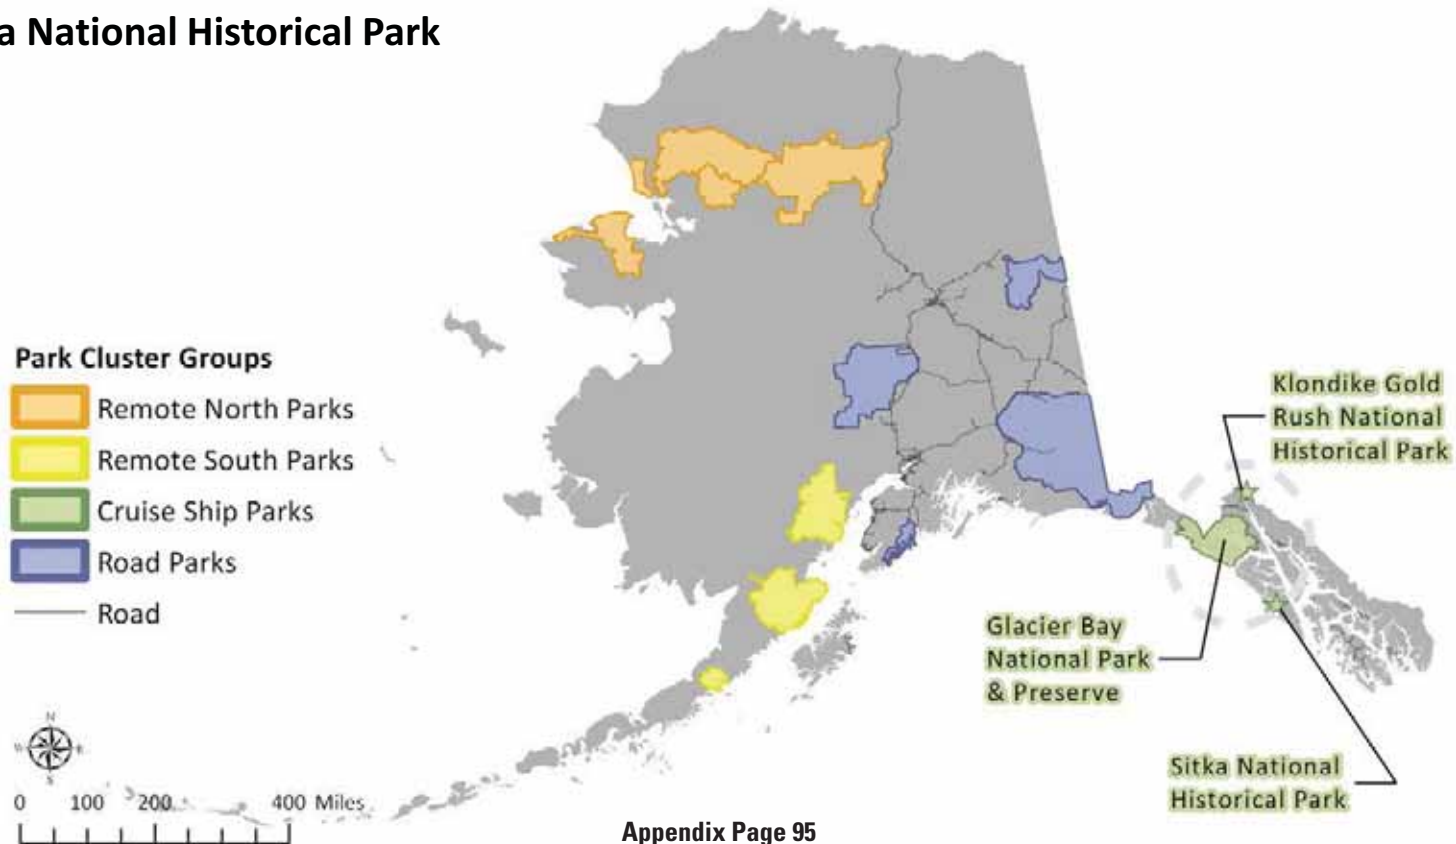 a National Historical Park
Park Cluster Groups
Remote North Parks
Remote South Parks
Cruise Ship Parks
Road Parks
Road
Klondike Gold
Rush National
Historical Park
Glacier Bay
National Park
& Preserve
Sitka National
Historical Park
N
W
E
S
0 100 200 400 Miles
Appendix Page 95